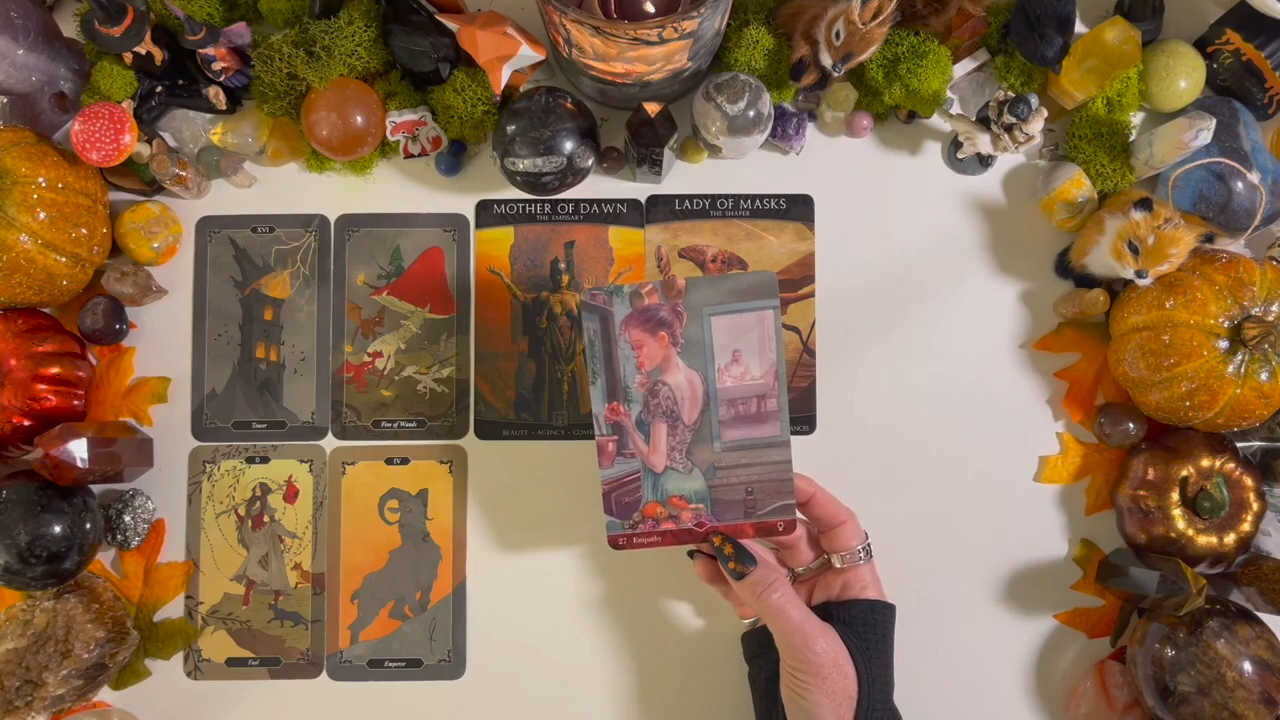 XVI
Tower
Five of Wands
MOTHER OF DAWN
THE EMISSARY
BEAUTY - AGENCY - COMP
LADY OF MASKS
THE SHAPER
ANCES
0
Fool
IV
Emperor
27 Empathy